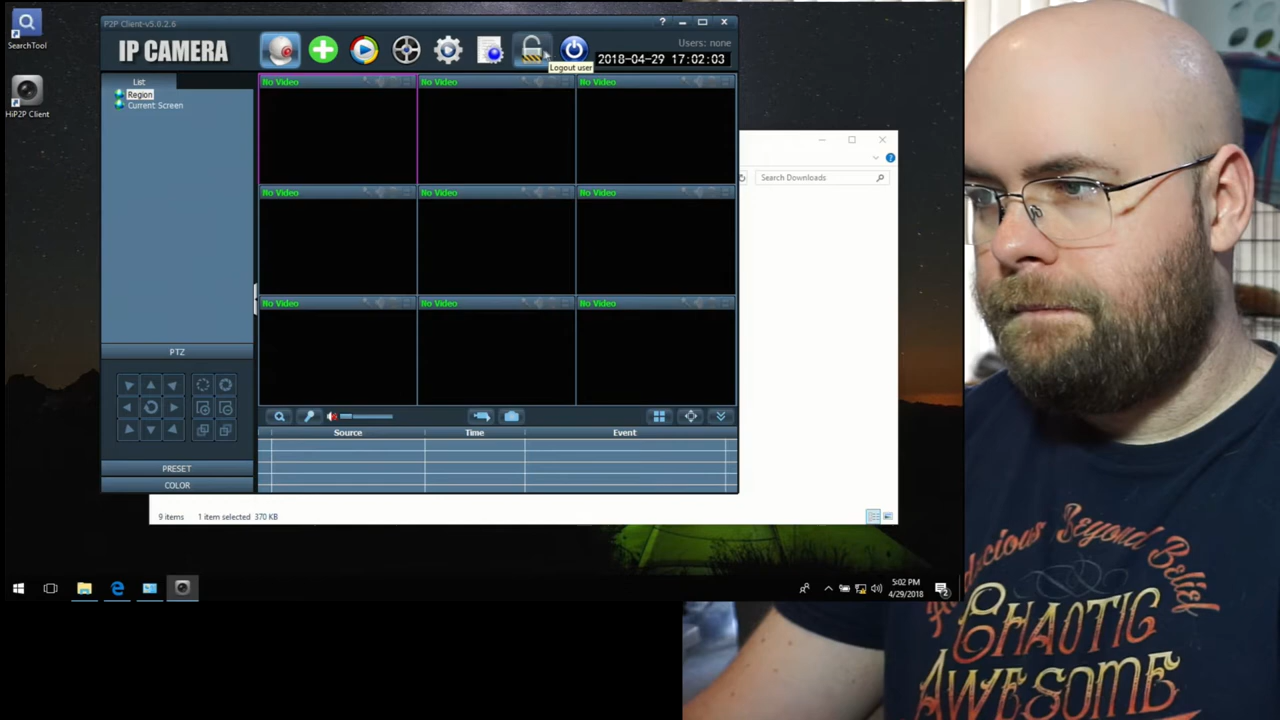 SearchTool
HiP2P Client
P2P Client-v5.0.2.6
?
IP CAMERA
Users: none
2018-04-29 17:02:03
Logout user
List
Region
Current Screen
No Video
No Video
No Video
No Video
No Video
No Video
No Video
No Video
No Video
Search Downloads
PTZ
PRESET
COLOR
Source Time Event
9 items 1 item selected 370 KB
5:02 PM
4/29/2018
2
Beyond Belief
CHAOTIC
AWESOME